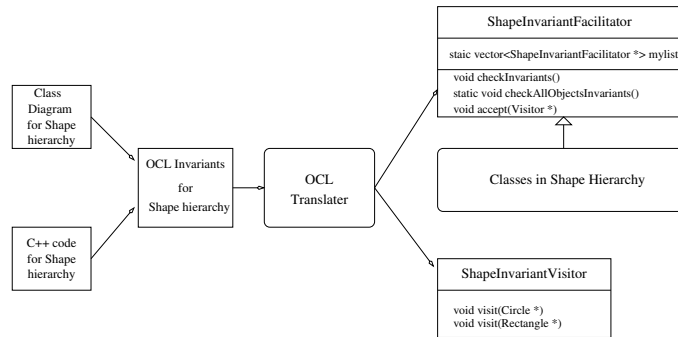 Class
Diagram
for Shape
hierarchy
C++ code
for Shape
hierarchy
OCL Invariants
for
Shape hierarchy
OCL
Translater
ShapeInvariantFacilitator
staic vector<ShapeInvariantFacilitator *> mylist
void checkInvariants()
static void checkAllObjectsInvariants()
void accept(Visitor *)
Classes in Shape Hierarchy
ShapeInvariantVisitor
void visit(Circle *)
void visit(Rectangle *)